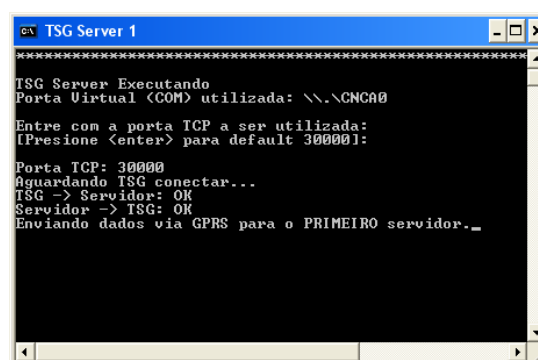 TSG Server 1
**********************************************************
TSG Server Executando
Porta Virtual (COM) utilizada: \\.\CNCA0
Entre com a porta TCP a ser utilizada:
[Presione <enter> para default 30000]:
Porta TCP: 30000
Aguardando TSG conectar...
TSG -> Servidor: OK
Servidor -> TSG: OK
Enviando dados via GPRS para o PRIMEIRO servidor._